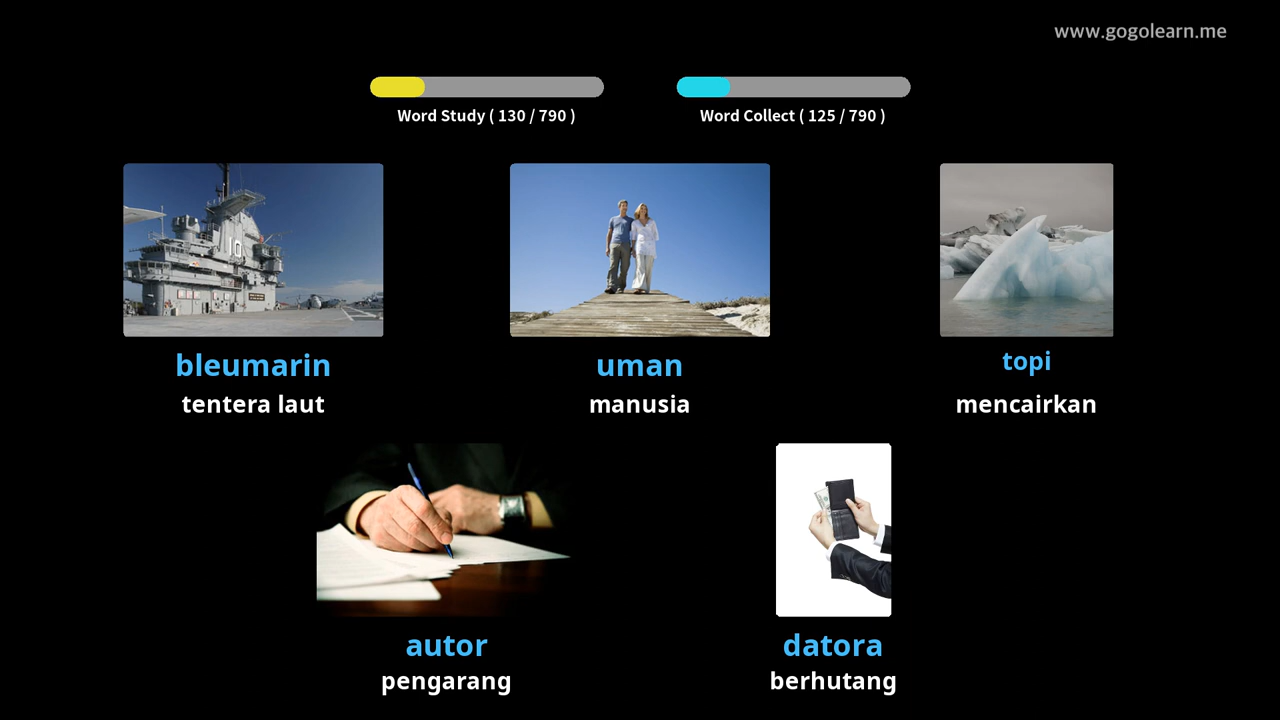 www.gogolearn.me
Word Study ( 130 / 790 )
Word Collect ( 125 / 790 )
bleumarin
tentera laut
uman
manusia
topi
mencairkan
autor
pengarang
datora
berhutang